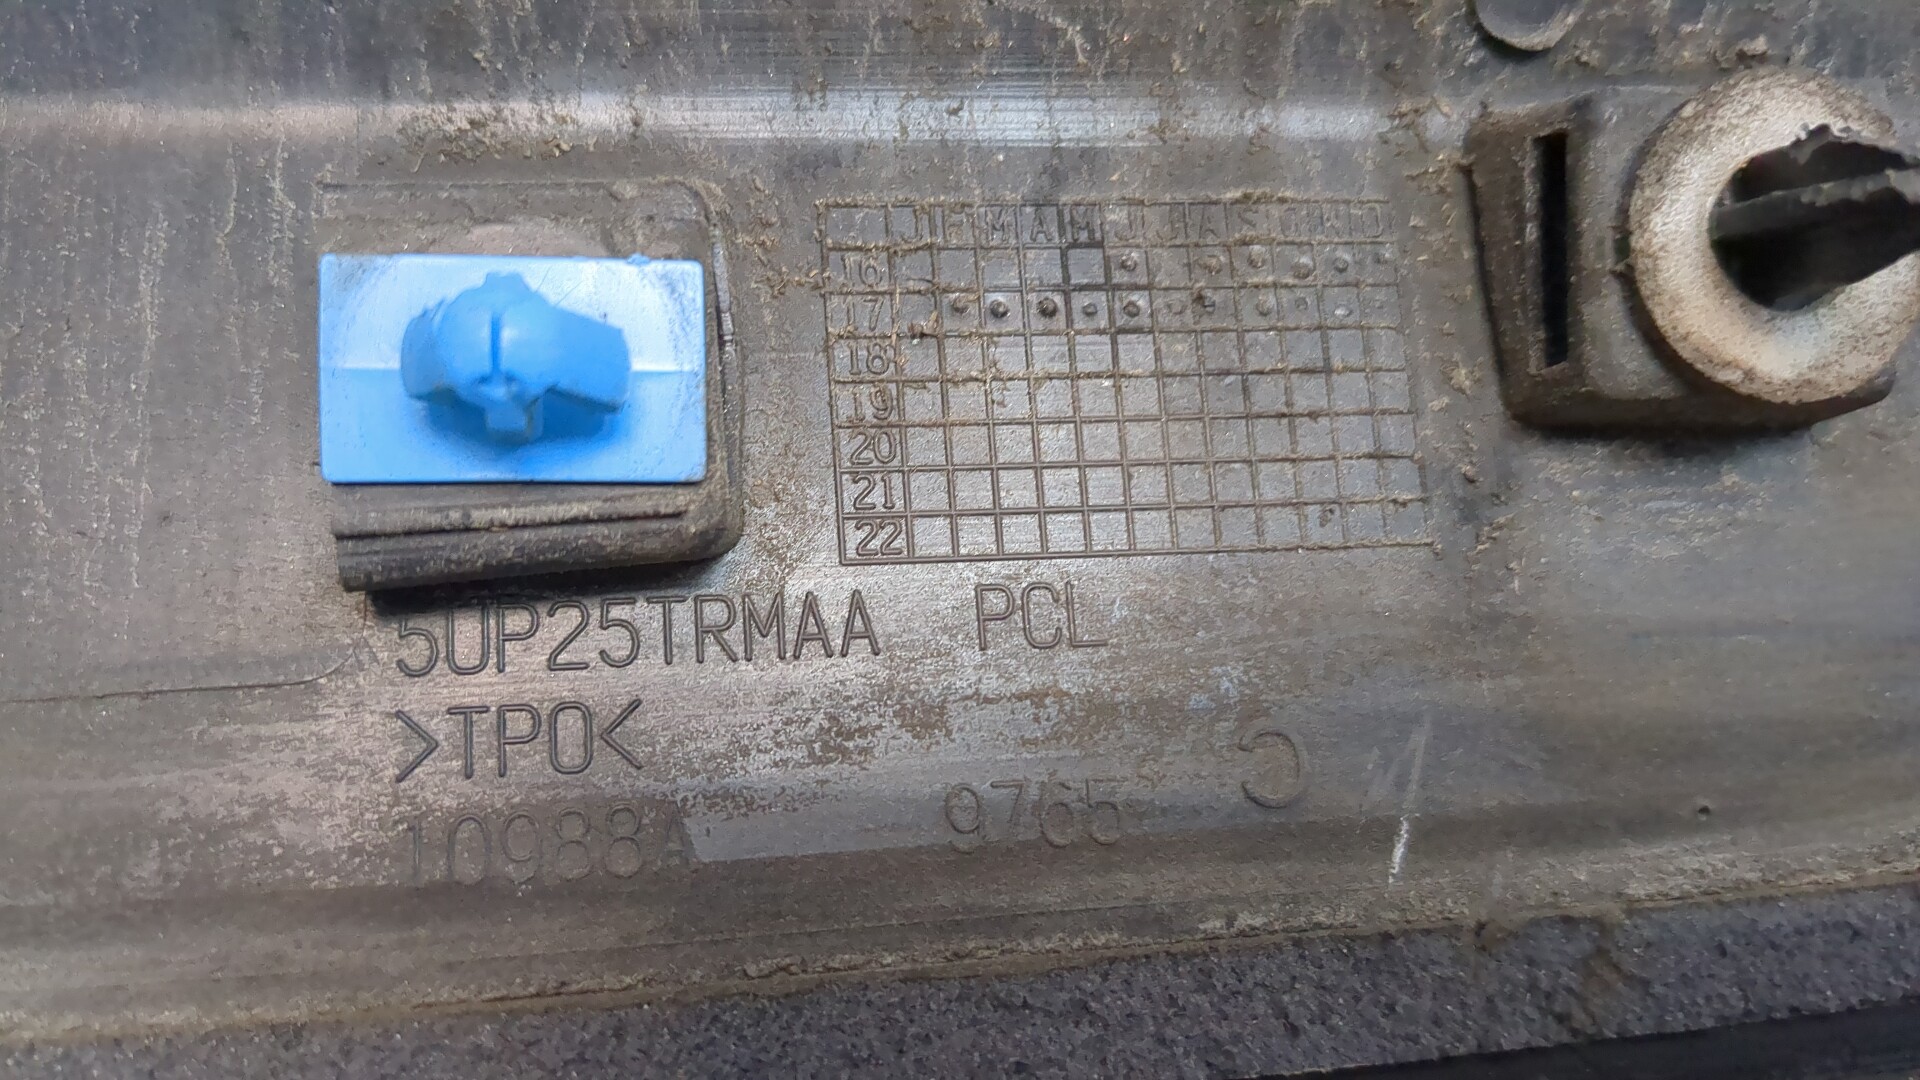 J F M A M J J A S O N D
16
17
18
19
20
21
22
5UP25TRMAA PCL
>TPO<
10988A 9765